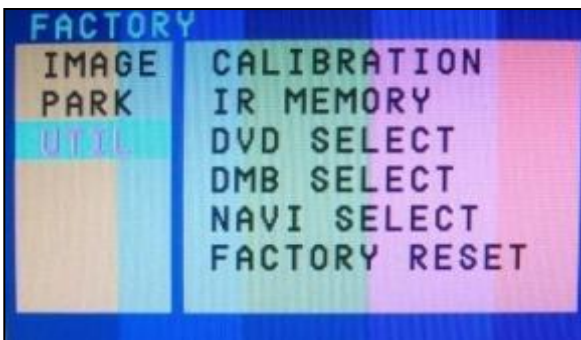 FACTORY
IMAGE
PARK
UTIL
CALIBRATION
IR MEMORY
DVD SELECT
DMB SELECT
NAVI SELECT
FACTORY RESET